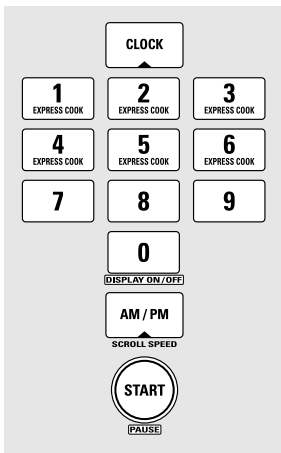 CLOCK
1 2 3
EXPRESS COOK EXPRESS COOK EXPRESS COOK
4 5 6
EXPRESS COOK EXPRESS COOK EXPRESS COOK
7 8 9
0
DISPLAY ON/OFF
AM / PM
SCROLL SPEED
START
PAUSE